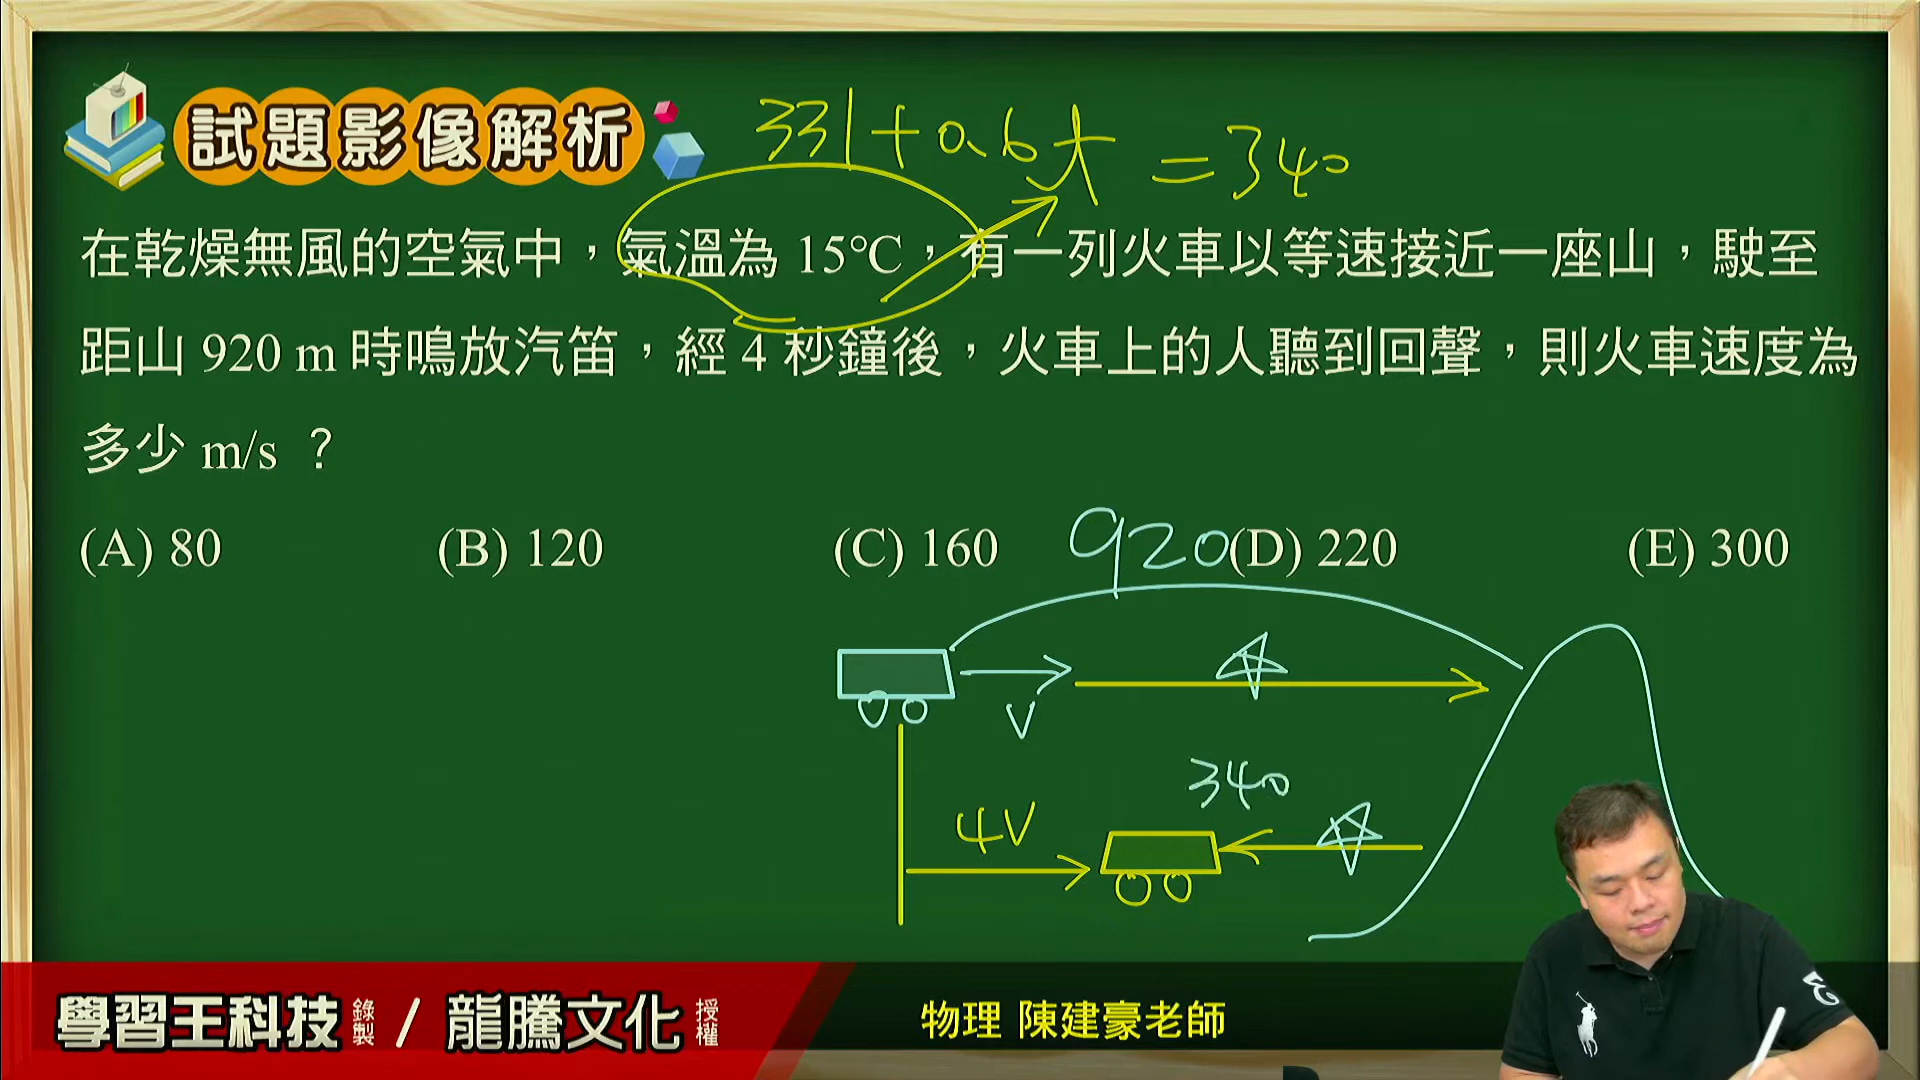 試題影像解析
331+0.6t =340
在乾燥無風的空氣中，氣溫為 15℃，有一列火車以等速接近一座山，駛至
距山 920 m 時鳴放汽笛，經 4 秒鐘後，火車上的人聽到回聲，則火車速度為
多少 m/s ？
(A) 80 (B) 120 (C) 160 (D) 220 (E) 300
920
V
340
4V
學習王科技 錄製 / 龍騰文化 授權
物理 陳建豪老師